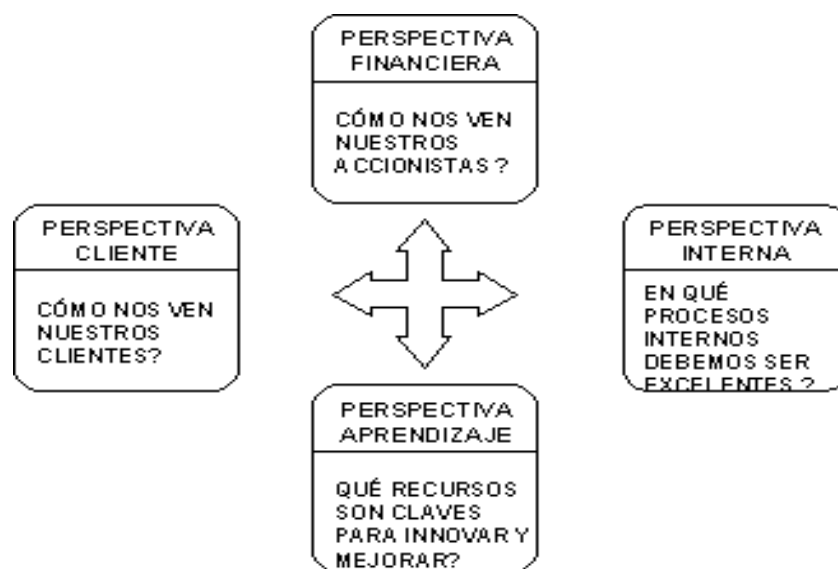 PERSPECTIVA
FINANCIERA
CÓMO NOS VEN
NUESTROS
ACCIONISTAS ?
PERSPECTIVA
CLIENTE
CÓMO NOS VEN
NUESTROS
CLIENTES?
PERSPECTIVA
INTERNA
EN QUÉ
PROCESOS
INTERNOS
DEBEMOS SER
EXCELENTES ?
PERSPECTIVA
APRENDIZAJE
QUÉ RECURSOS
SON CLAVES
PARA INNOVAR Y
MEJORAR?